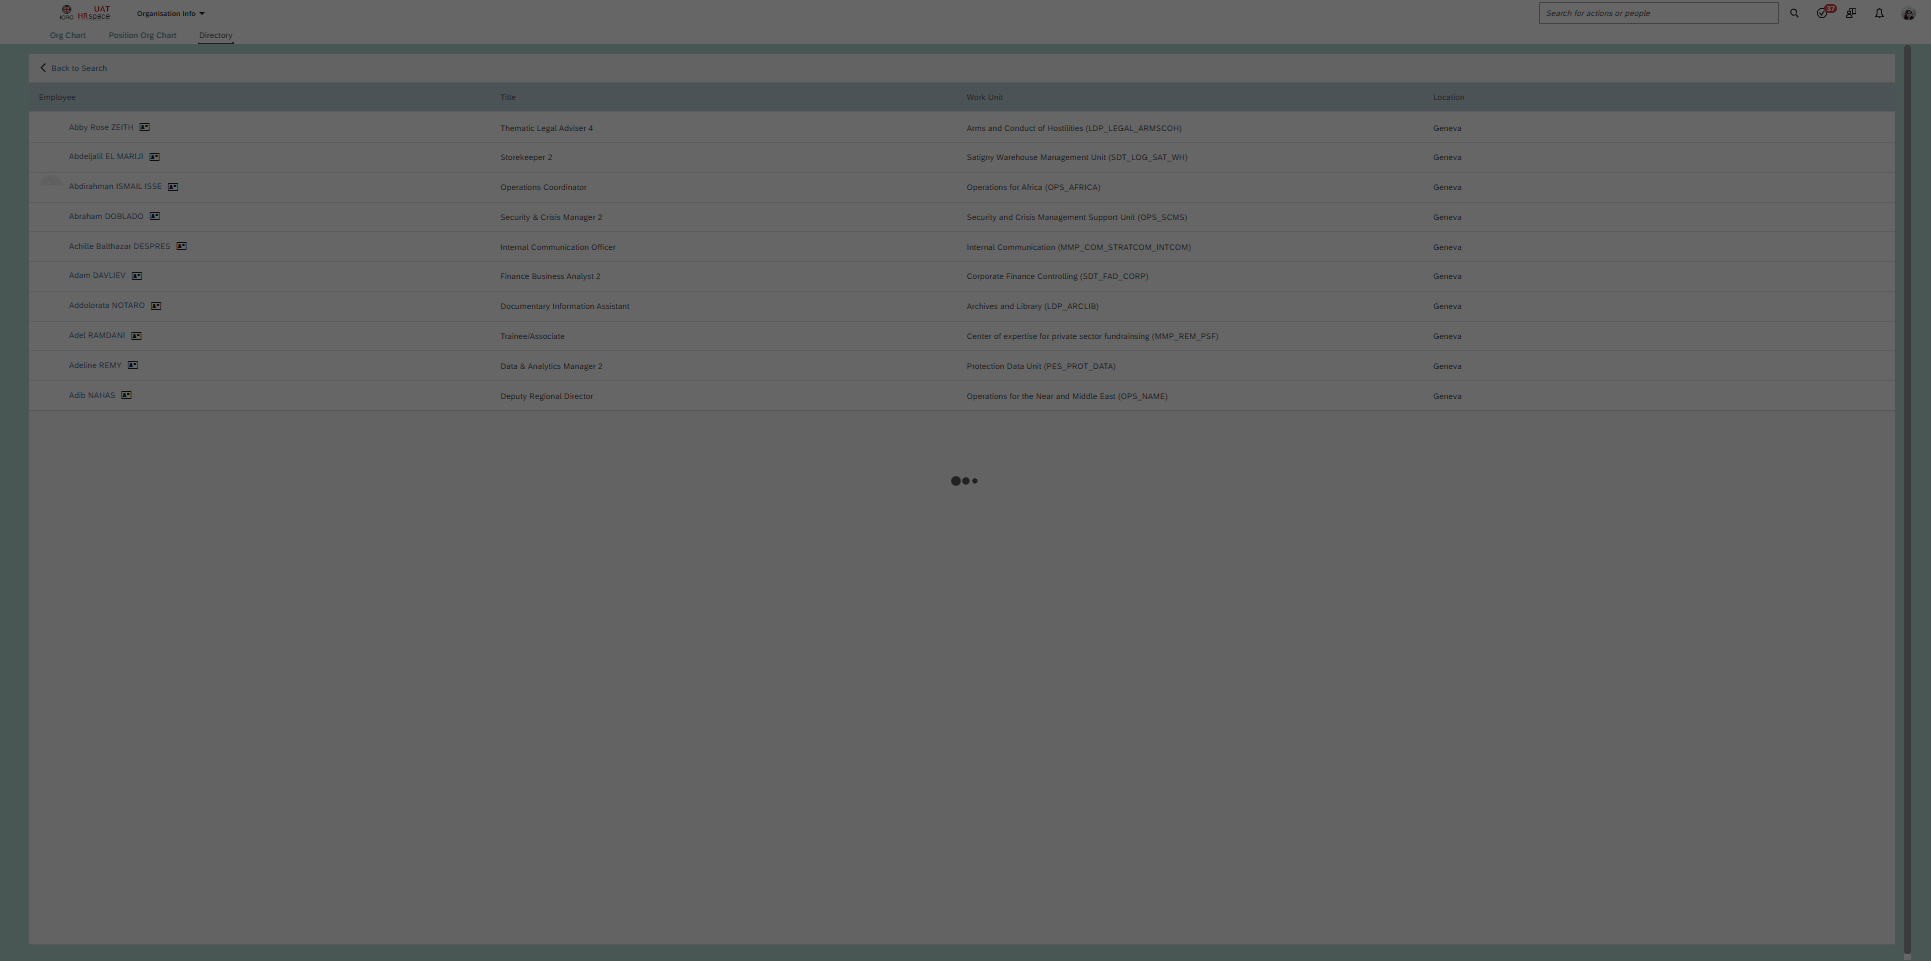 ICRC
UAT
HRspace
Organisation Info
Search for actions or people
37
Org Chart
Position Org Chart
Directory
Back to Search
Employee Title Work Unit Location
Abby Rose ZEITH Thematic Legal Adviser 4 Arms and Conduct of Hostilities (LDP_LEGAL_ARMSCOH) Geneva
Abdeljalil EL MARIJI Storekeeper 2 Satigny Warehouse Management Unit (SDT_LOG_SAT_WH) Geneva
Abdirahman ISMAIL ISSE Operations Coordinator Operations for Africa (OPS_AFRICA) Geneva
Abraham DOBLADO Security & Crisis Manager 2 Security and Crisis Management Support Unit (OPS_SCMS) Geneva
Achille Balthazar DESPRES Internal Communication Officer Internal Communication (MMP_COM_STRATCOM_INTCOM) Geneva
Adam DAVLIEV Finance Business Analyst 2 Corporate Finance Controlling (SDT_FAD_CORP) Geneva
Addolorata NOTARO Documentary Information Assistant Archives and Library (LDP_ARCLIB) Geneva
Adel RAMDANI Trainee/Associate Center of expertise for private sector fundrainsing (MMP_REM_PSF) Geneva
Adeline REMY Data & Analytics Manager 2 Protection Data Unit (PES_PROT_DATA) Geneva
Adib NAHAS Deputy Regional Director Operations for the Near and Middle East (OPS_NAME) Geneva